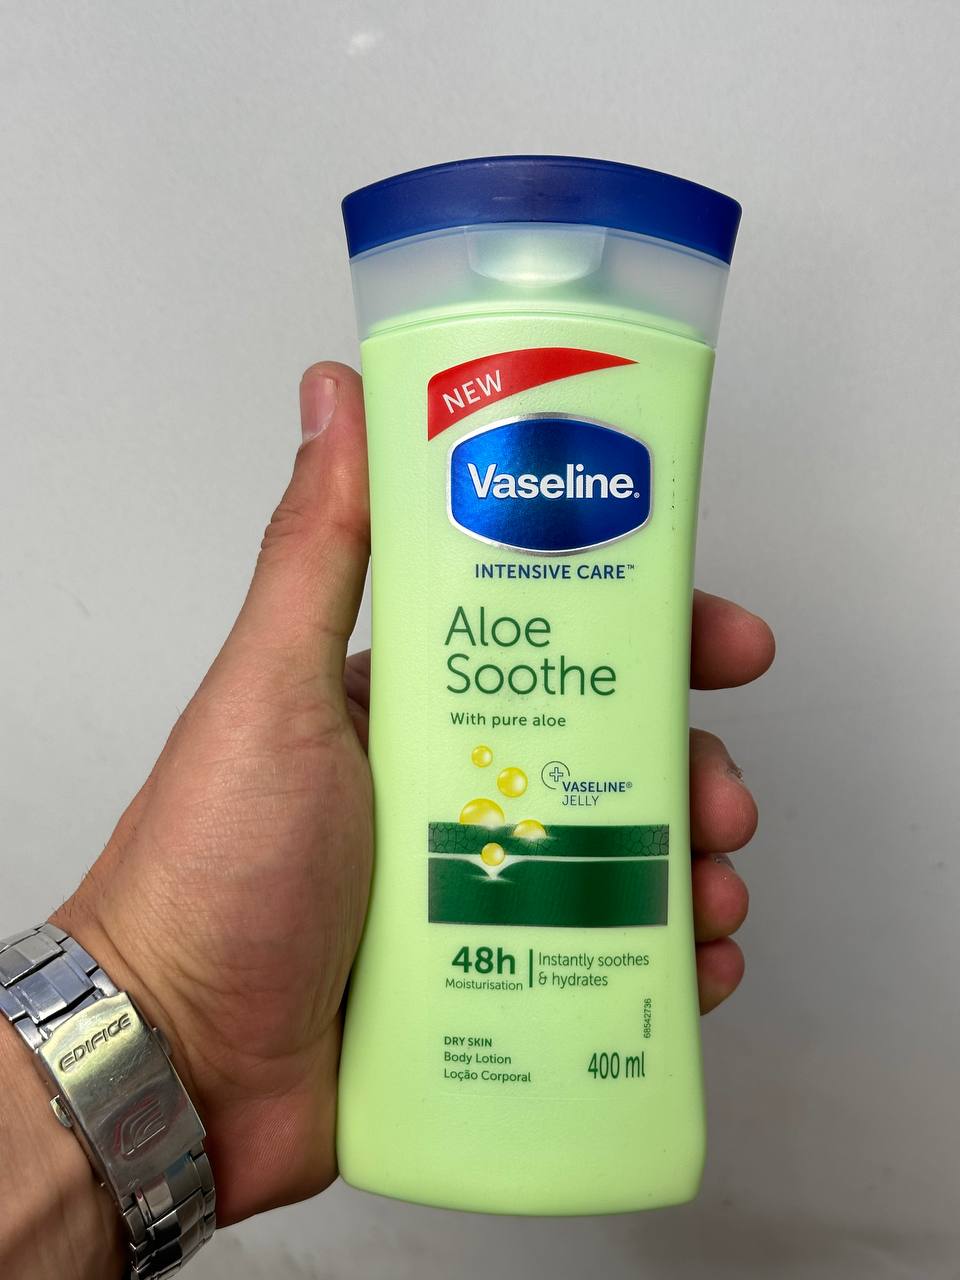 NEW
Vaseline®
INTENSIVE CARE™
Aloe
Soothe
With pure aloe
VASELINE®
JELLY
48h
Moisturisation
Instantly soothes
& hydrates
68542736
DRY SKIN
Body Lotion
Loção Corporal
400 ml
EDIFICE